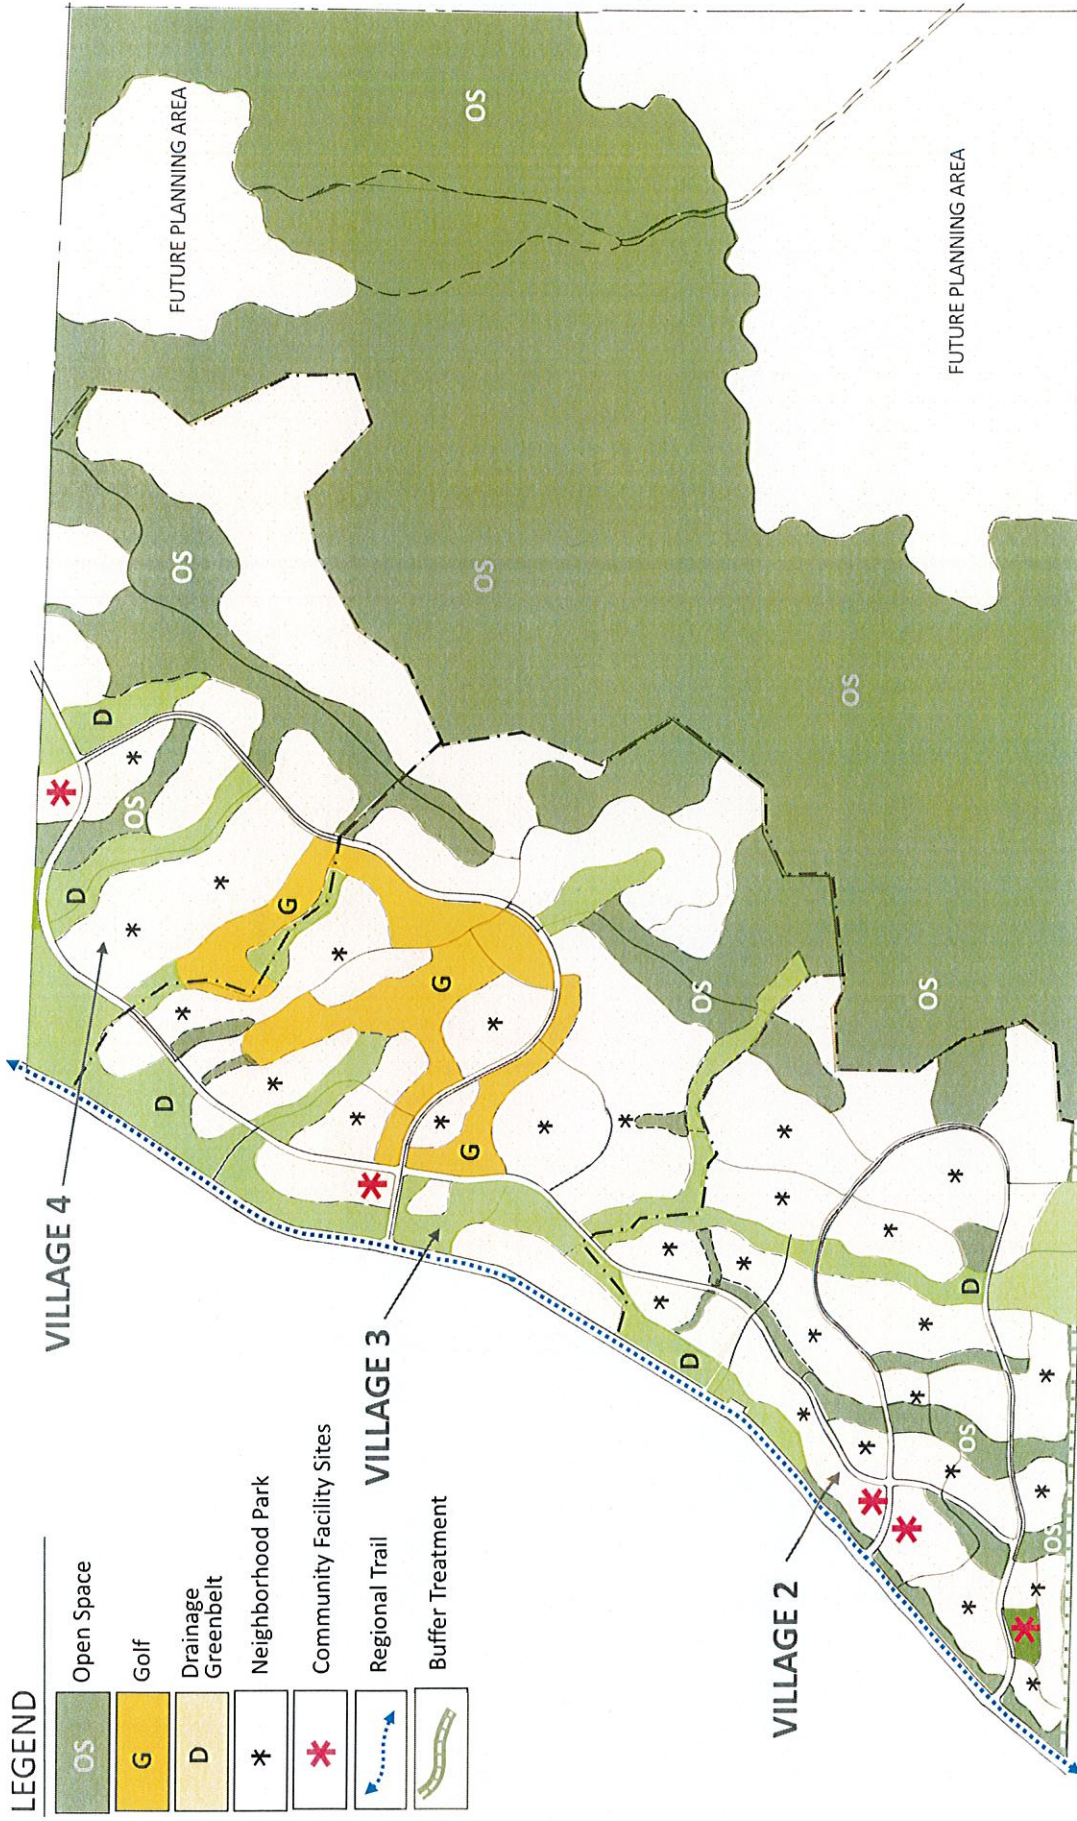 LEGEND
OS
Open Space
G
Golf
D
Drainage
Greenbelt
*
Neighborhood Park
*
Community Facility Sites
Regional Trail
Buffer Treatment
VILLAGE 4
VILLAGE 3
VILLAGE 2
FUTURE PLANNING AREA
FUTURE PLANNING AREA
OS
OS
OS
OS
OS
OS
OS
OS
OS
D
D
D
D
D
G
G
G